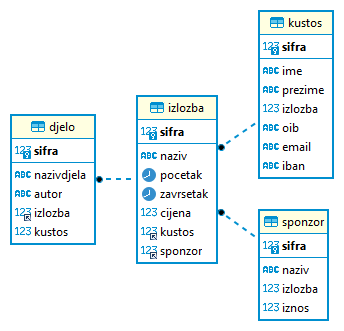 djelo
123 sifra
ABC nazivdjela
ABC autor
123 izlozba
123 kustos
izlozba
123 sifra
ABC naziv
pocetak
zavrsetak
123 cijena
123 kustos
123 sponzor
kustos
123 sifra
ABC ime
ABC prezime
123 izlozba
ABC oib
ABC email
ABC iban
sponzor
123 sifra
ABC naziv
123 izlozba
123 iznos